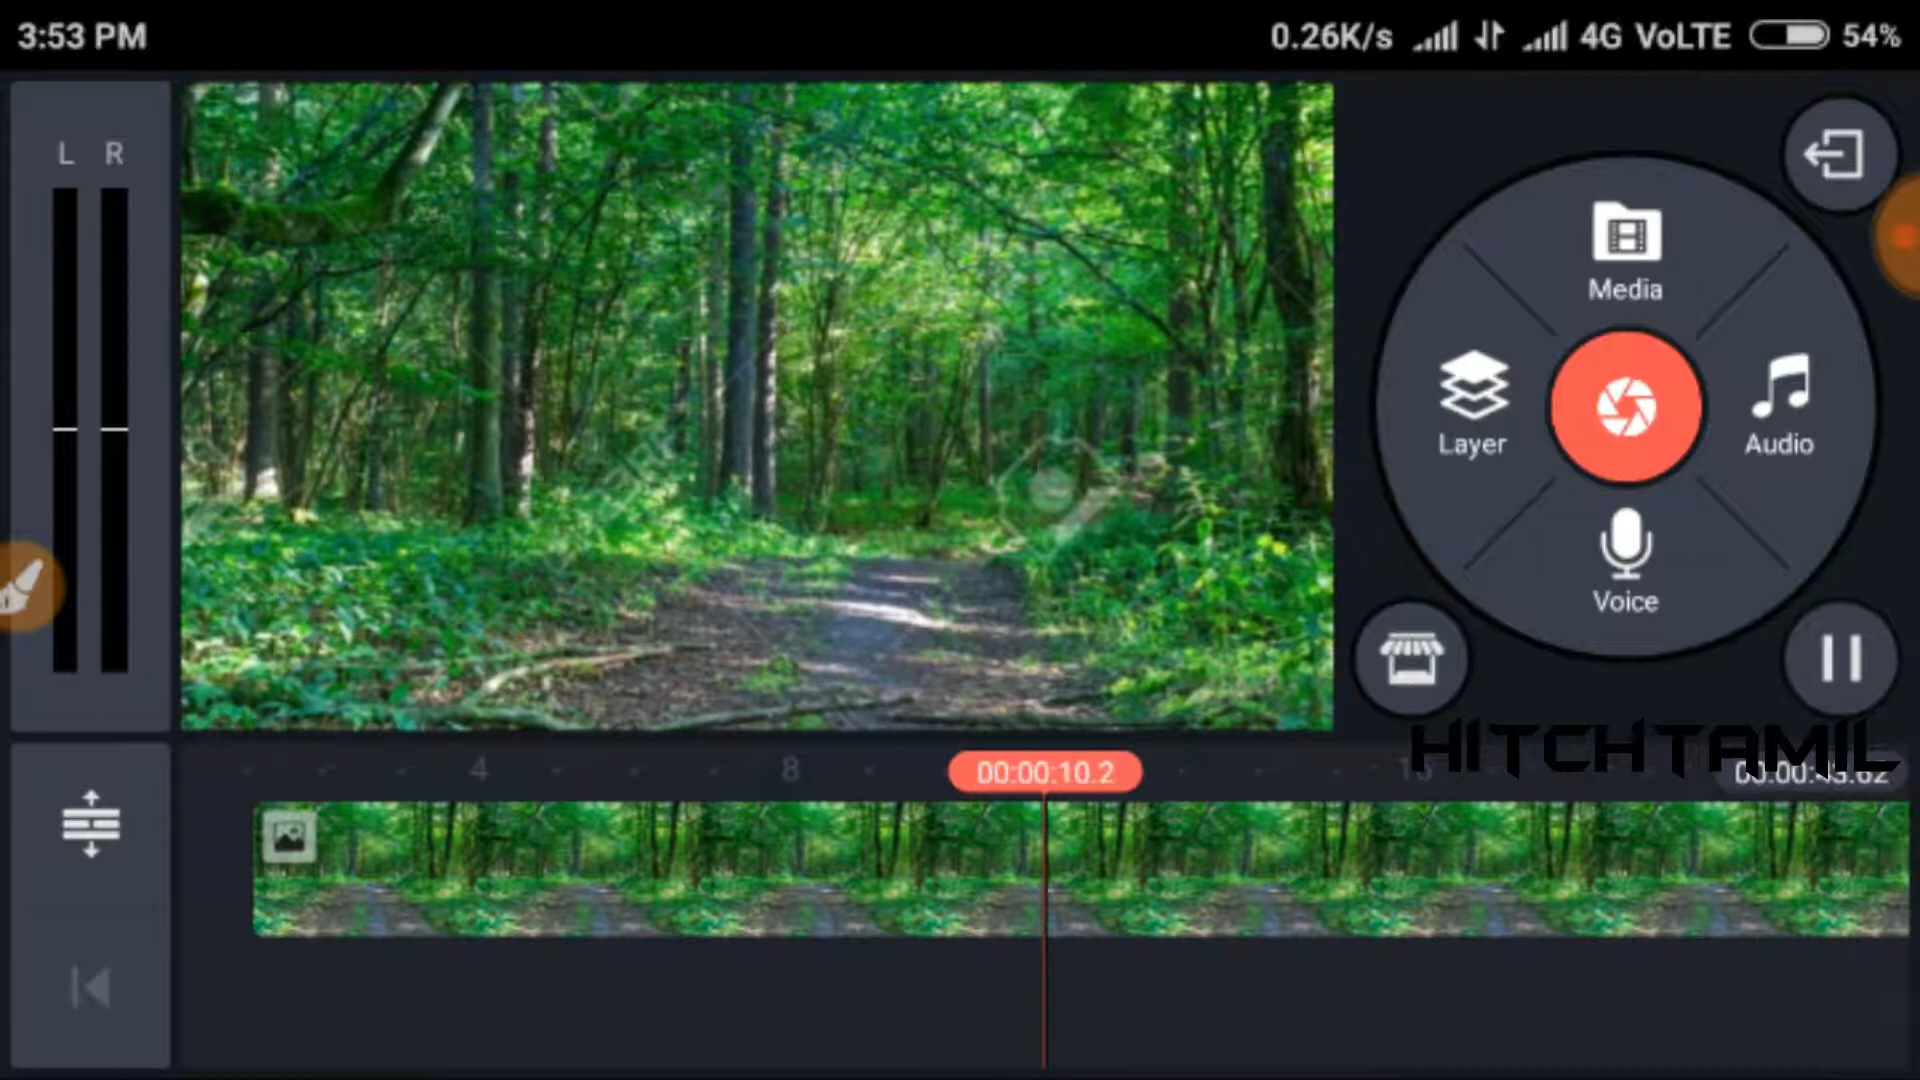 3:53 PM
0.26K/s 4G VoLTE 54%
L R
Media
Layer
Audio
Voice
HITCHTAMIL
4 8 00:00:10.2